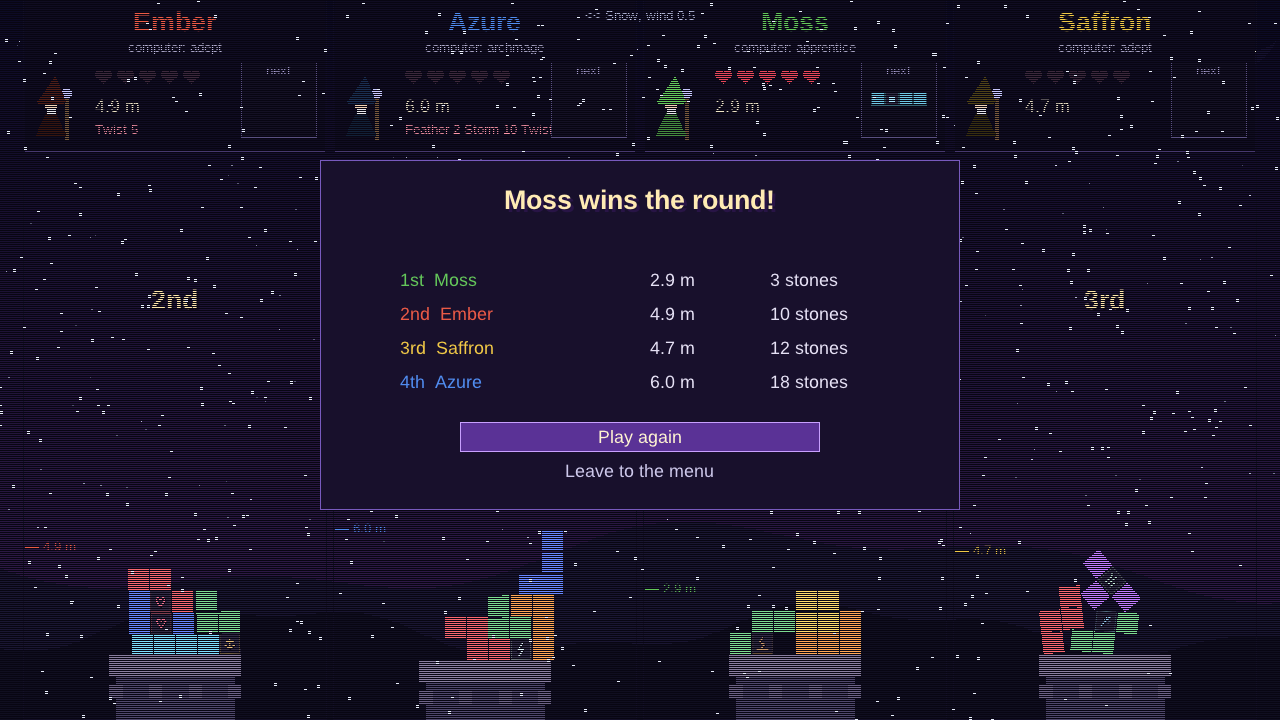 Ember
computer: adept
next
4.9 m
Twist 5
Azure
computer: archmage
next
6.0 m
Feather 2 Storm 10 Twist
<< Snow, wind 0.5
Moss
computer: apprentice
next
2.9 m
Saffron
computer: adept
next
4.7 m
Moss wins the round!
1st Moss 2.9 m 3 stones
2nd Ember 4.9 m 10 stones
3rd Saffron 4.7 m 12 stones
4th Azure 6.0 m 18 stones
Play again
Leave to the menu
2nd
3rd
4.9 m
6.0 m
2.9 m
4.7 m